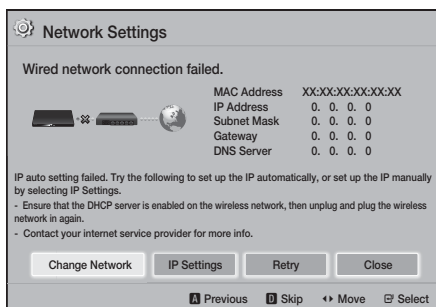 Network Settings
Wired network connection failed.
MAC Address XX:XX:XX:XX:XX:XX
IP Address 0. 0. 0. 0
Subnet Mask 0. 0. 0. 0
Gateway 0. 0. 0. 0
DNS Server 0. 0. 0. 0
IP auto setting failed. Try the following to set up the IP automatically, or set up the IP manually
by selecting IP Settings.
- Ensure that the DHCP server is enabled on the wireless network, then unplug and plug the wireless
network in again.
- Contact your internet service provider for more info.
Change Network IP Settings Retry Close
A Previous D Skip Move Select